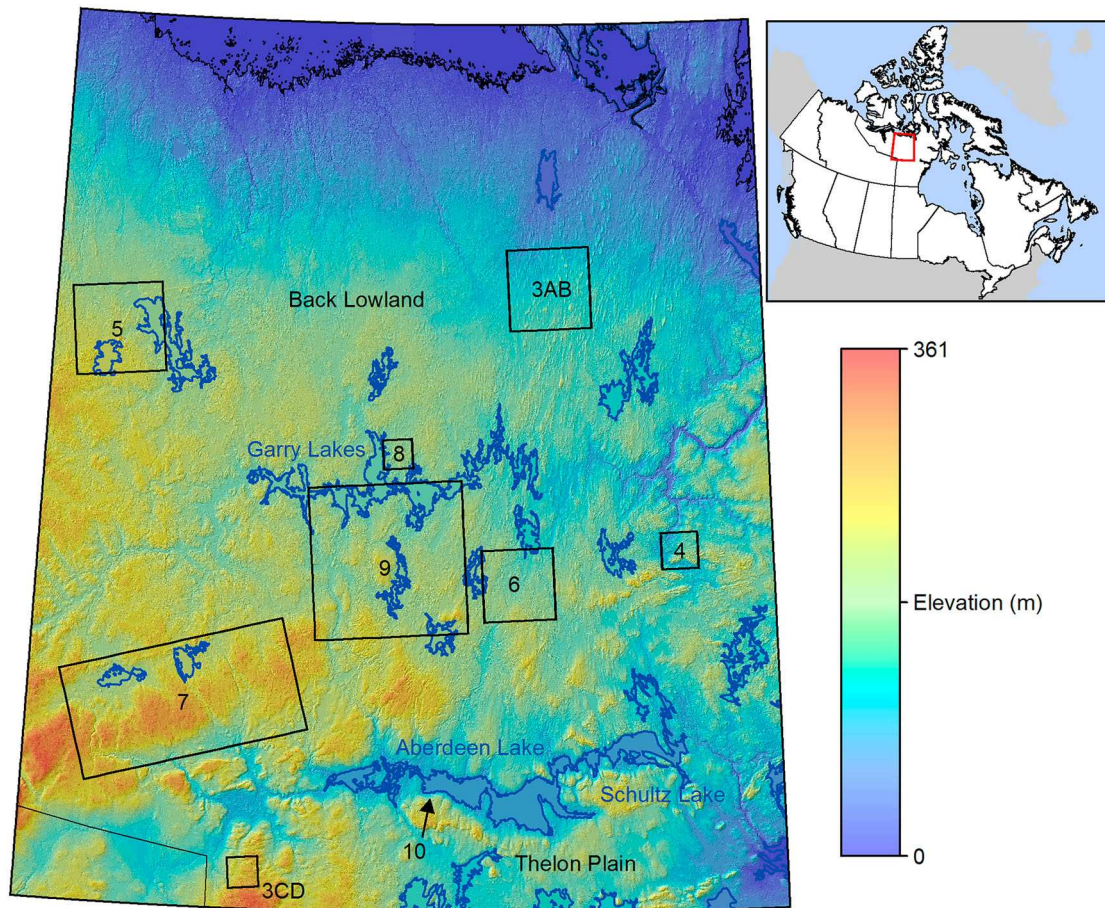 361
3AB
Back Lowland
5
Garry Lakes
8
4
9
6
Elevation (m)
7
Aberdeen Lake
Schultz Lake
10
Thelon Plain
0
3CD